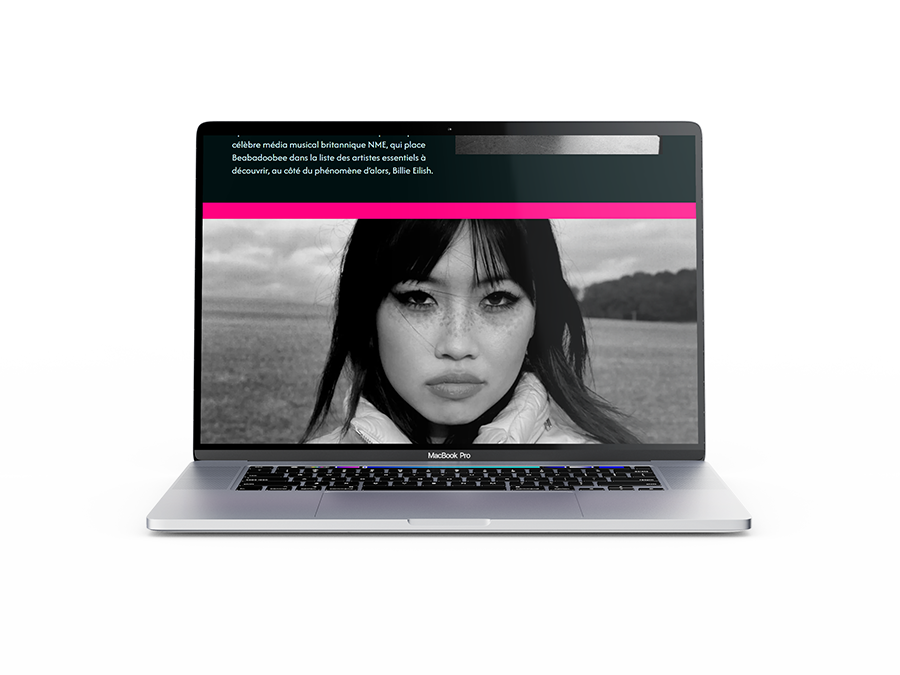 célèbre média musical britannique NME, qui place
Beabadoobee dans la liste des artistes essentiels à
découvrir, au côté du phénomène d'alors, Billie Eilish.
MacBook Pro